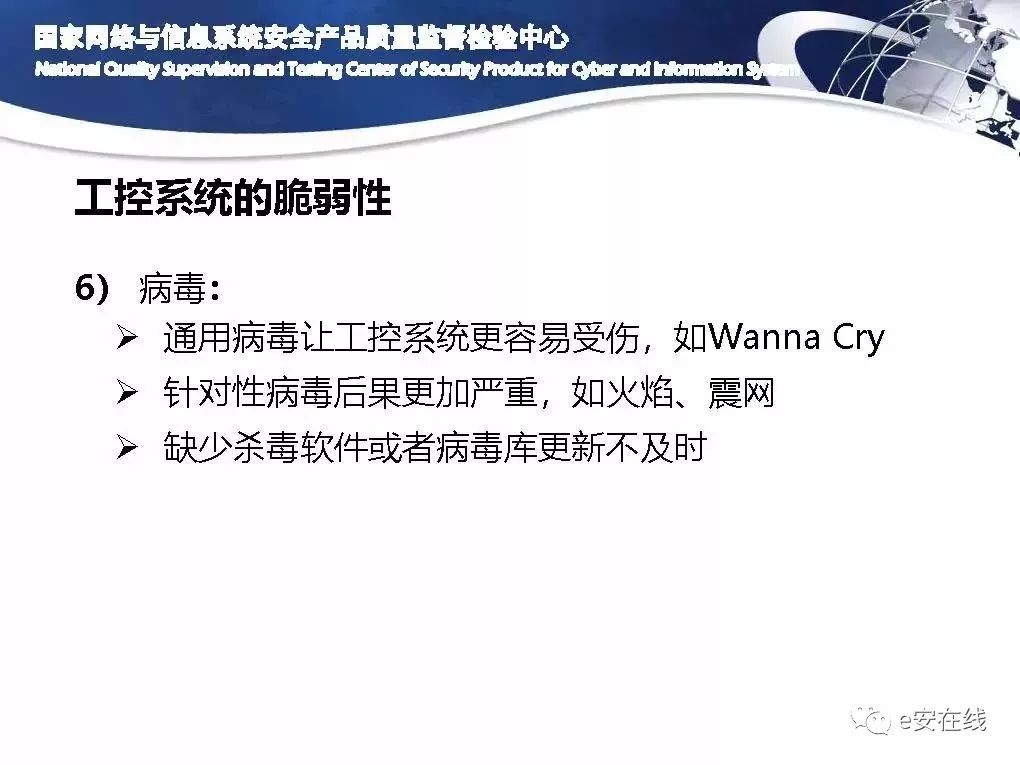 国家网络与信息系统安全产品质量监督检验中心
National Quality Supervision and Testing Center of Security Product for Cyber and Information System
工控系统的脆弱性
6） 病毒：
➢ 通用病毒让工控系统更容易受伤，如Wanna Cry
➢ 针对性病毒后果更加严重，如火焰、震网
➢ 缺少杀毒软件或者病毒库更新不及时
e安在线